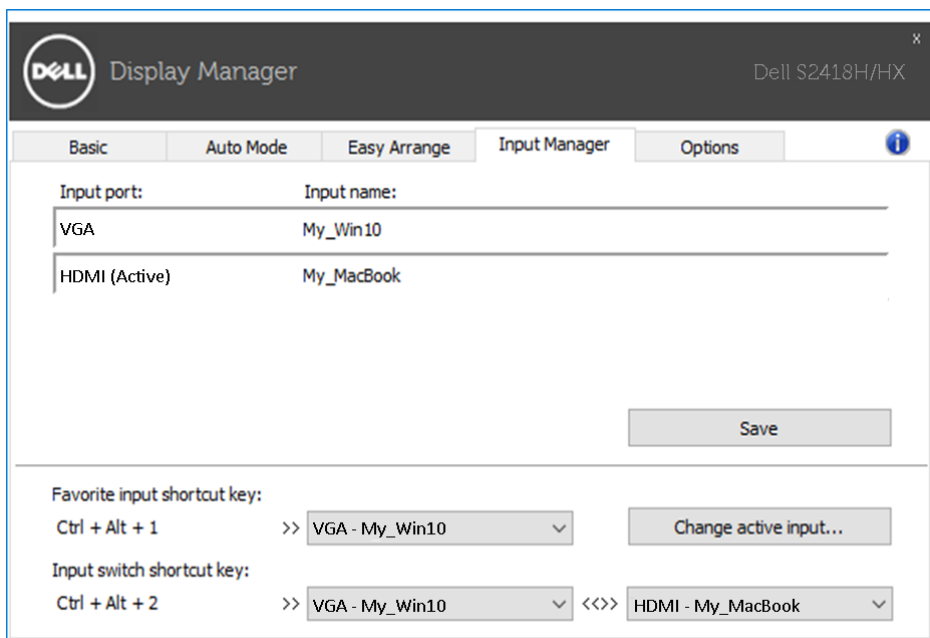 DELL Display Manager
x
Dell S2418H/HX
Basic Auto Mode Easy Arrange Input Manager Options i
Input port: Input name:
VGA My_Win10
HDMI (Active) My_MacBook
Save
Favorite input shortcut key:
Ctrl + Alt + 1 >> VGA - My_Win10 Change active input...
Input switch shortcut key:
Ctrl + Alt + 2 >> VGA - My_Win10 <<>> HDMI - My_MacBook